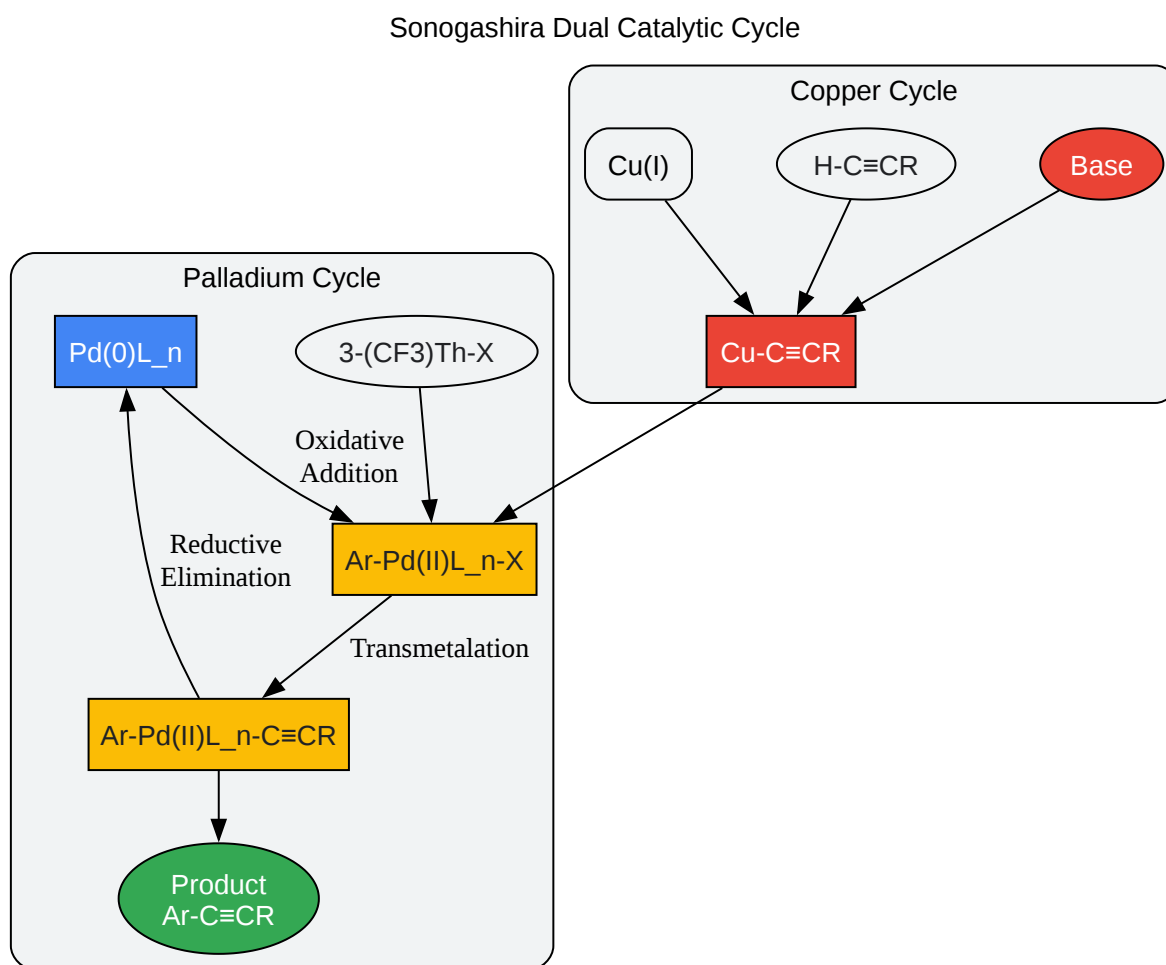 Sonogashira Dual Catalytic Cycle
Copper Cycle
Cu(I)
H-C≡CR
Base
Palladium Cycle
Pd(0)L_n
3-(CF3)Th-X
Cu-C≡CR
Oxidative
Addition
Reductive
Elimination
Ar-Pd(II)L_n-X
Transmetalation
Ar-Pd(II)L_n-C≡CR
Product
Ar-C≡CR